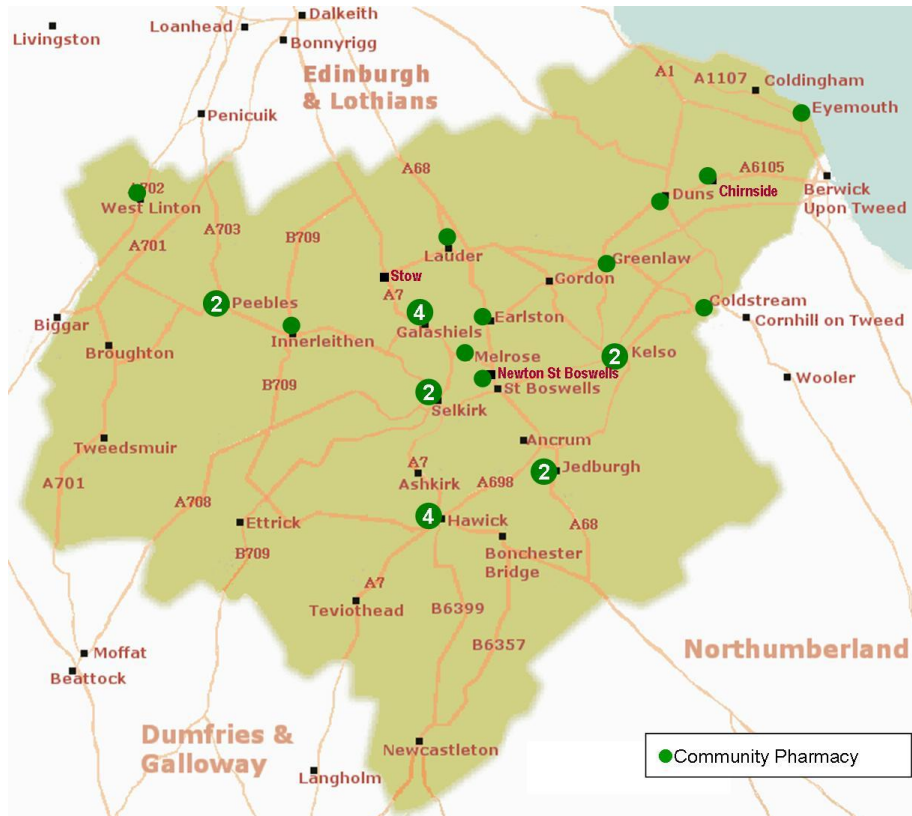 Dalkeith
Loanhead
Livingston
Bonnyrigg
Edinburgh
& Lothians
A1
A1107
Coldingham
Eyemouth
Penicuik
A68
A6105
A702
West Linton
Chirnside
Duns
Berwick
Upon Tweed
A701
A703
B709
Lauder
Greenlaw
Stow
Gordon
A7
2
Peebles
4
Coldstream
Earlston
Biggar
Galashiels
Cornhill on Tweed
Innerleithen
Broughton
Melrose
2
Kelso
Newton St Boswells
Wooler
B709
2
St Boswells
Selkirk
Tweedsmuir
Ancrum
A7
2
Jedburgh
A701
Ashkirk
A698
A708
4
Ettrick
Hawick
A68
B709
Bonchester
Bridge
A7
Teviothead
B6399
B6357
Northumberland
Moffat
Beattock
Dumfries &
Galloway
Newcastleton
Langholm
Community Pharmacy